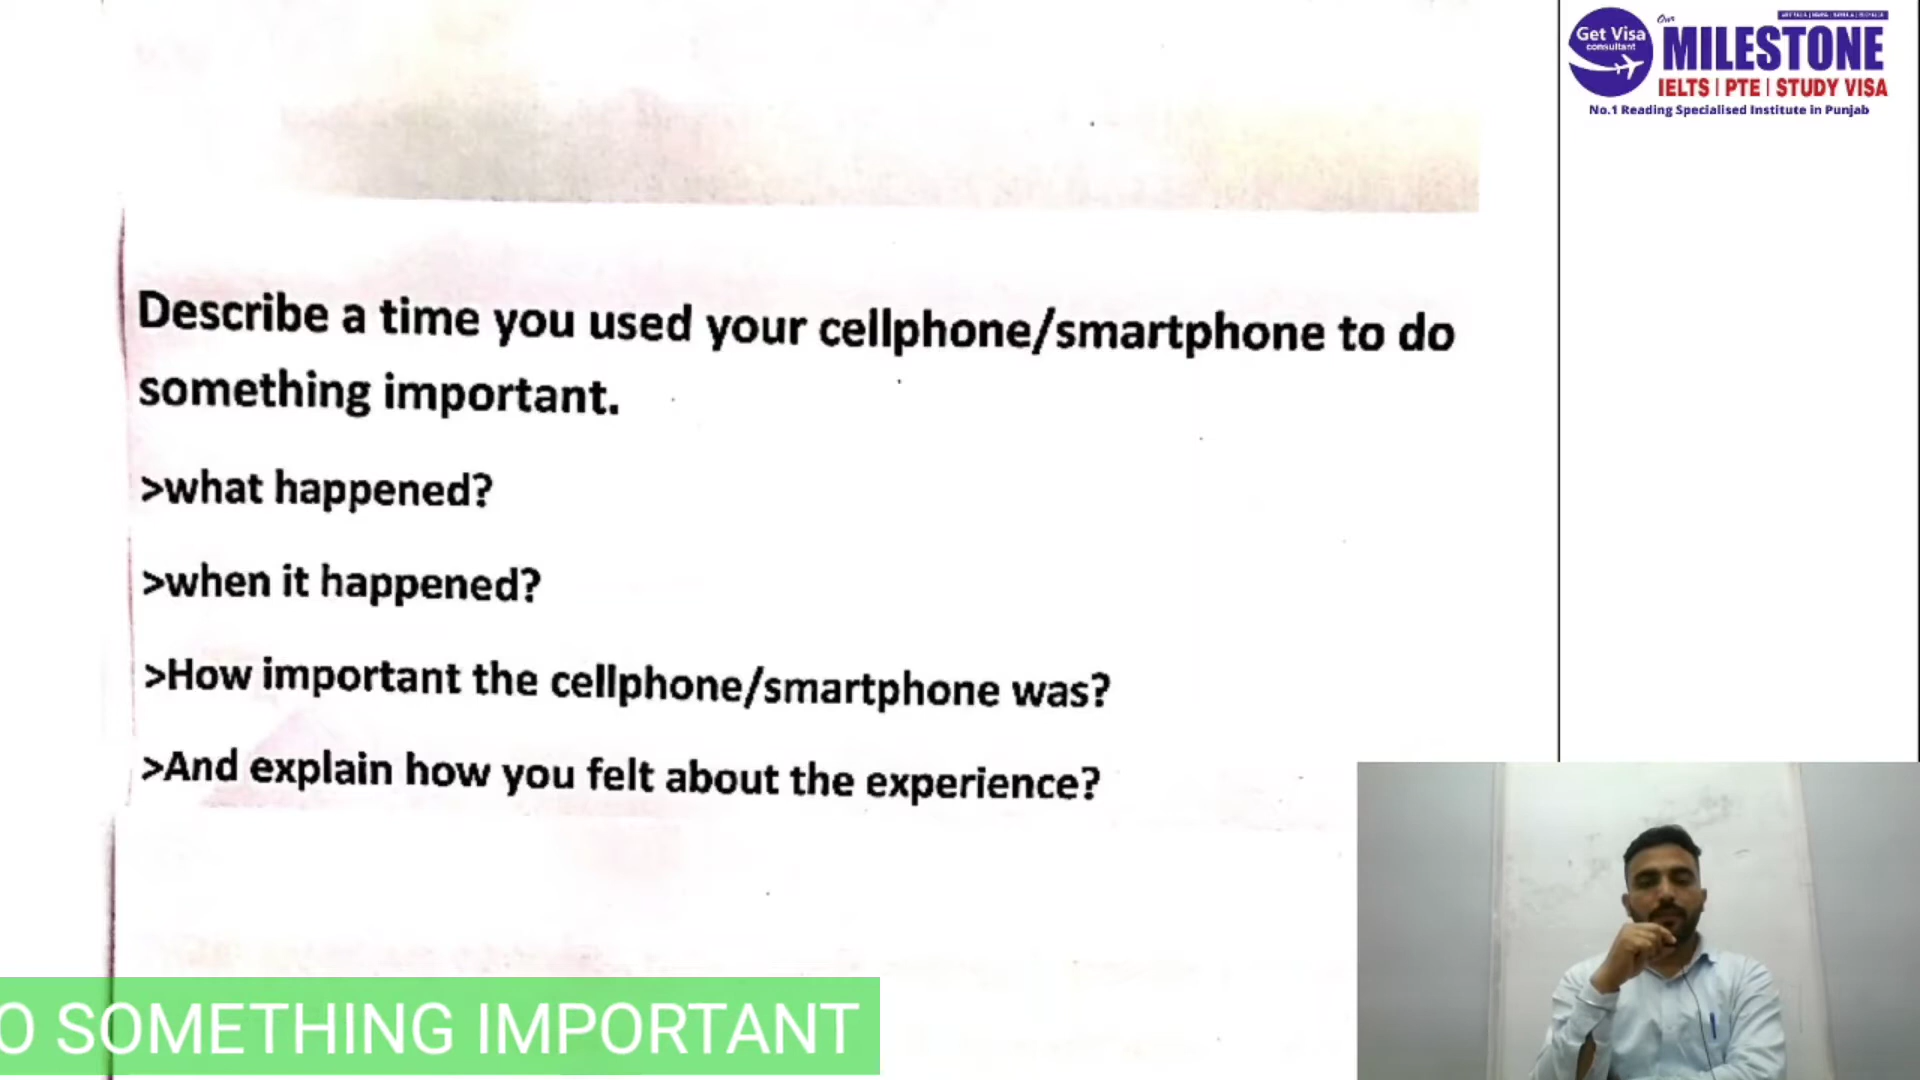 Get Visa
consultant
Our
MILESTONE
IELTS | PTE | STUDY VISA
No.1 Reading Specialised Institute in Punjab
Describe a time you used your cellphone/smartphone to do
something important.
>what happened?
>when it happened?
>How important the cellphone/smartphone was?
>And explain how you felt about the experience?
O SOMETHING IMPORTANT